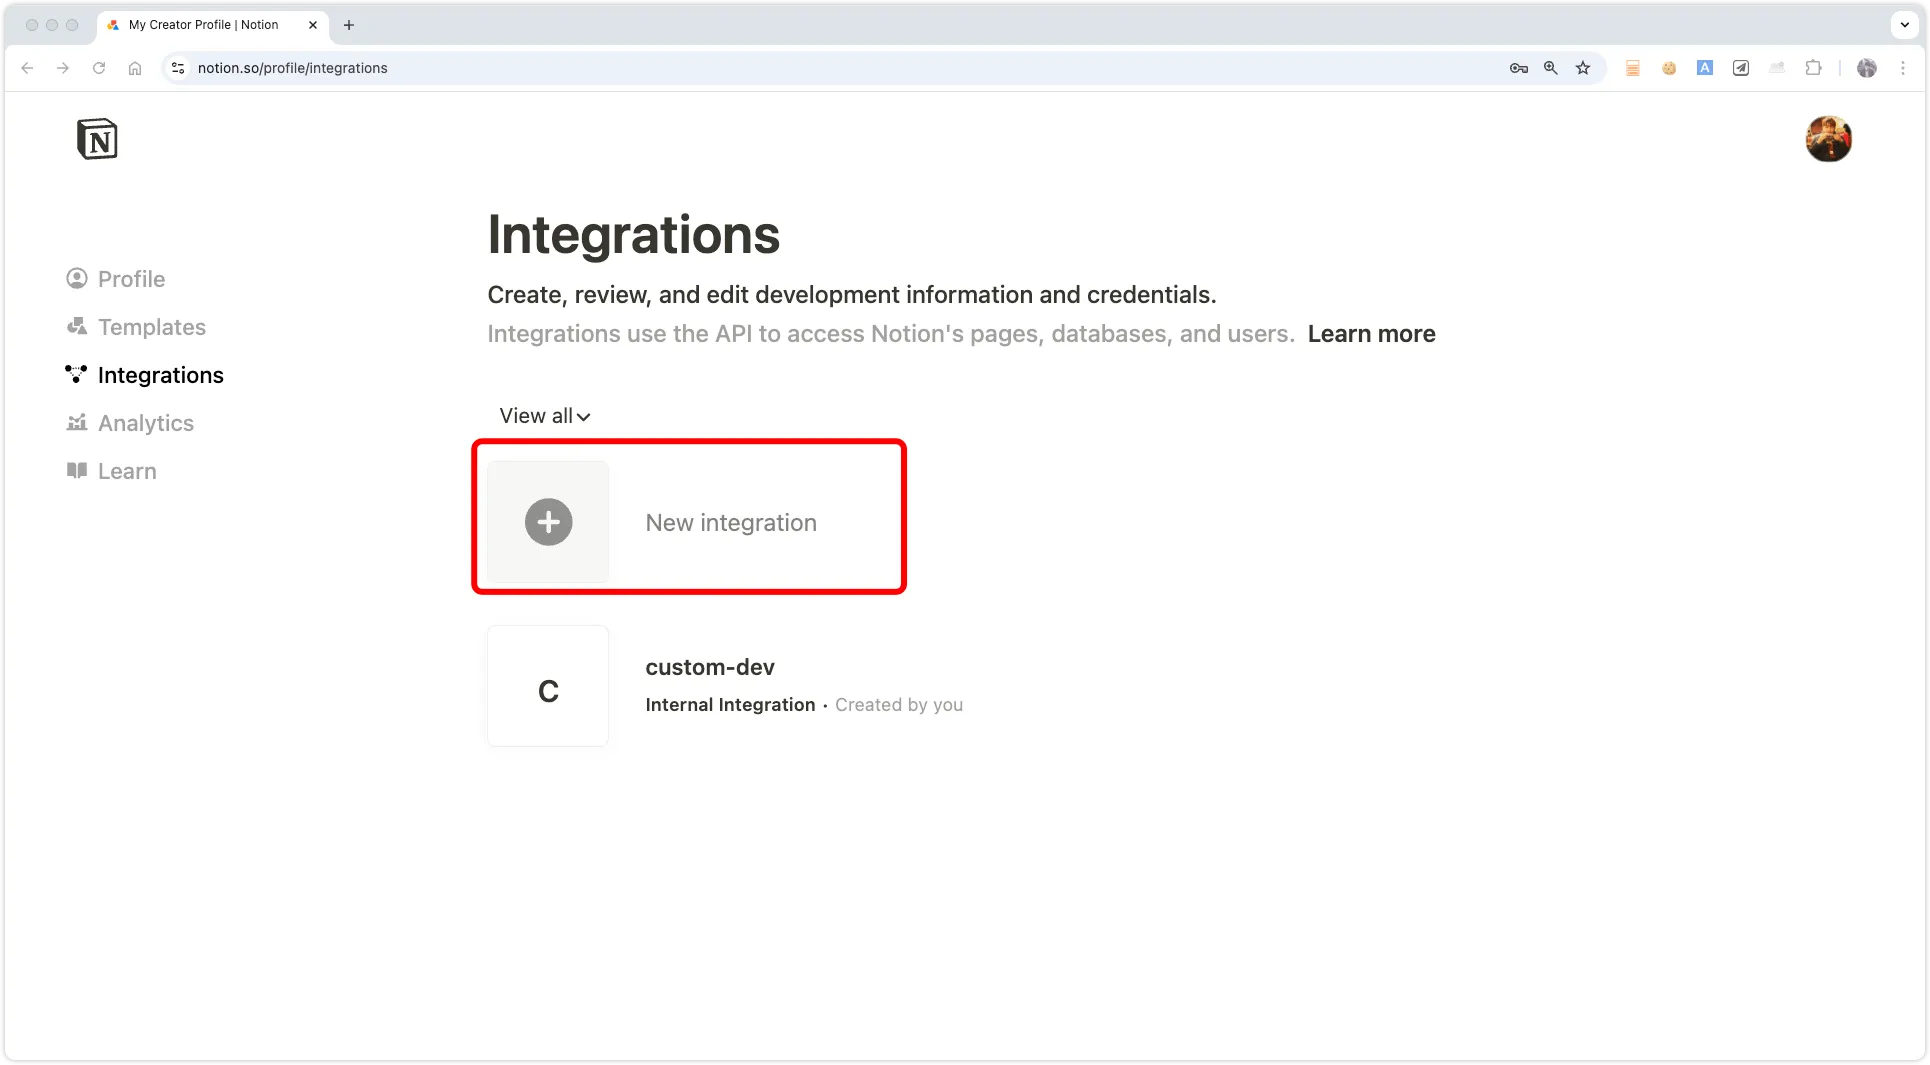 My Creator Profile | Notion
notion.so/profile/integrations
N
Integrations
Profile
Templates
Integrations
Analytics
Learn
Create, review, and edit development information and credentials.
Integrations use the API to access Notion's pages, databases, and users. Learn more
View all
New integration
C
custom-dev
Internal Integration • Created by you